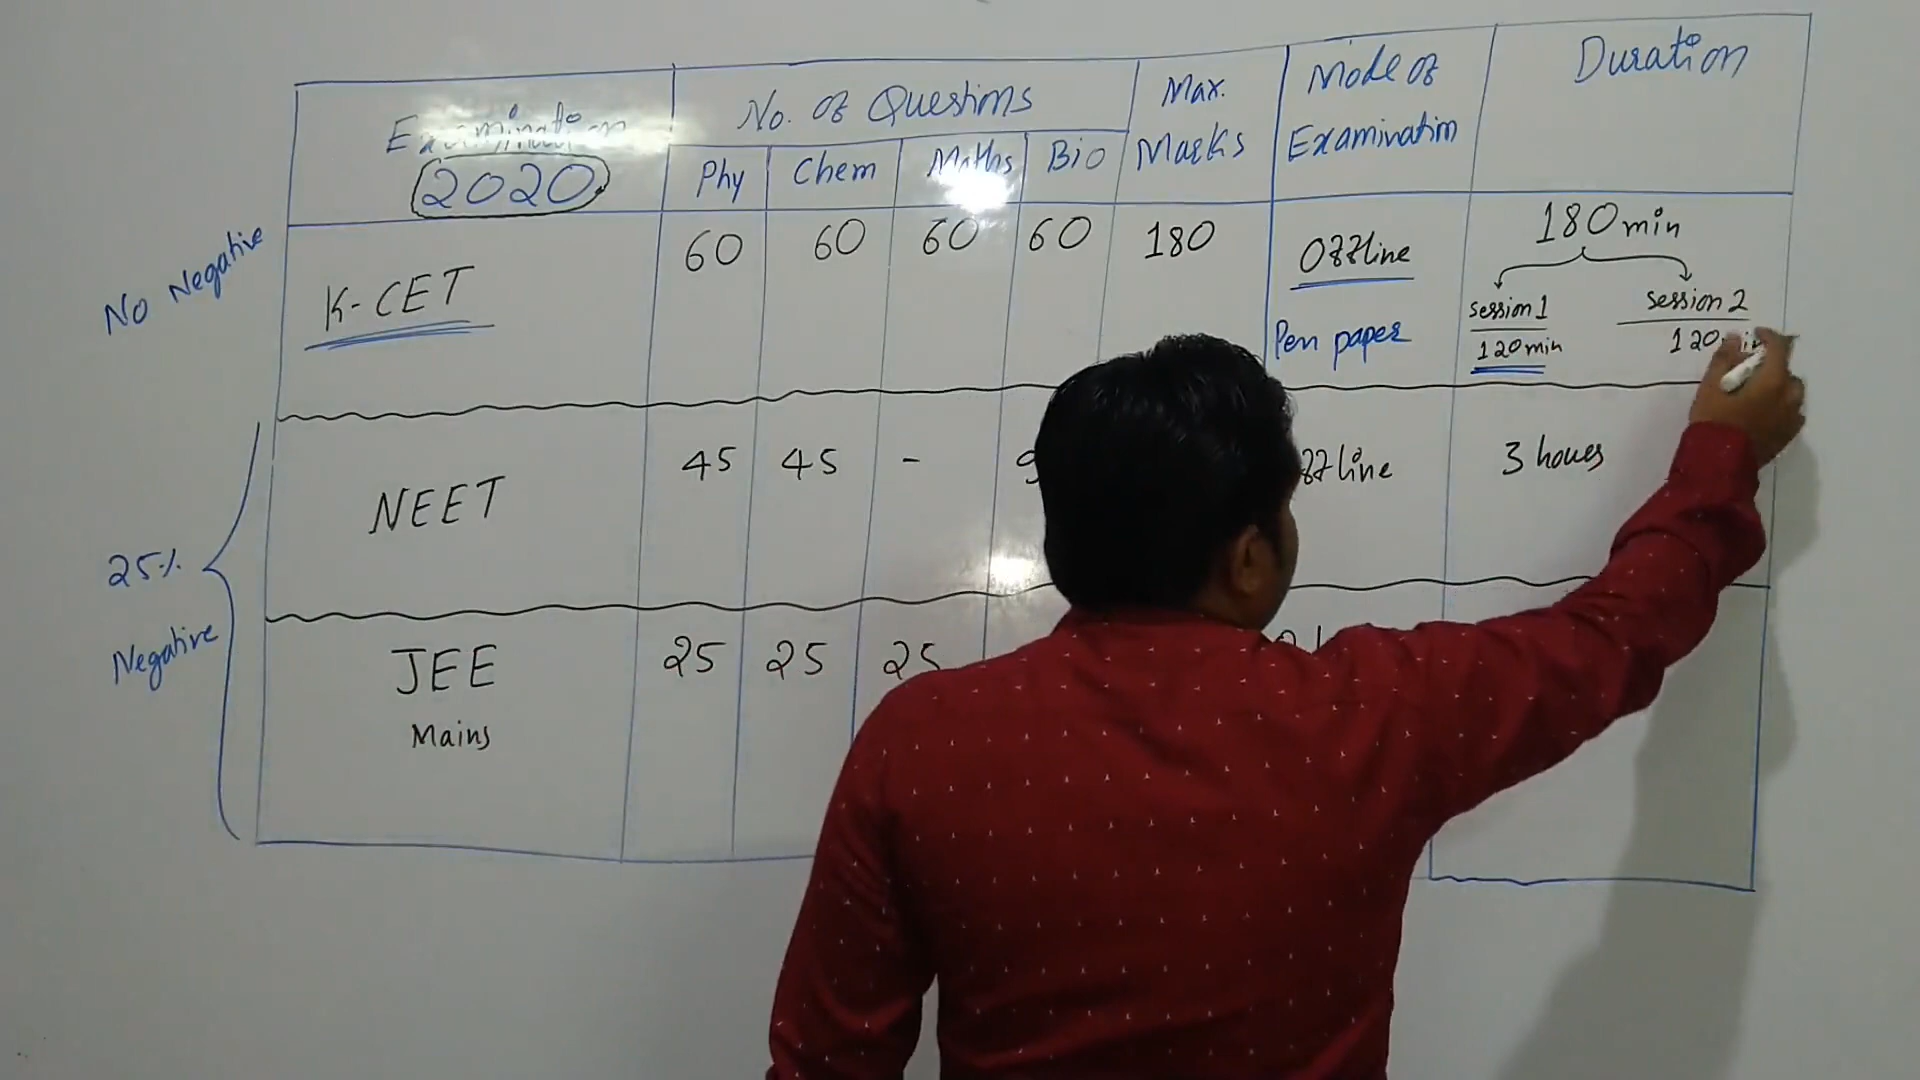 Examination
2020
No. of Questions
Phy
Chem
Maths
Bio
Max.
Marks
Mode of
Examination
Duration
No Negative
K-CET
60
60
60
60
180
Offline
Pen paper
180 min
session 1
120 min
session 2
120 min
25%
Negative
NEET
45
45
-
3 hours
JEE
Mains
25
25
25